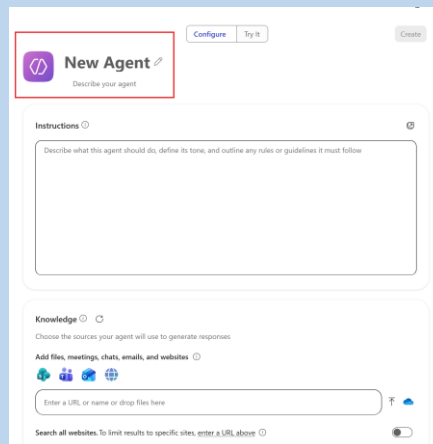 Configure
Try It
Create
New Agent
Describe your agent
Instructions
Describe what this agent should do, define its tone, and outline any rules or guidelines it must follow
Knowledge
Choose the sources your agent will use to generate responses
Add files, meetings, chats, emails, and websites
Enter a URL or name or drop files here
Search all websites. To limit results to specific sites, enter a URL above